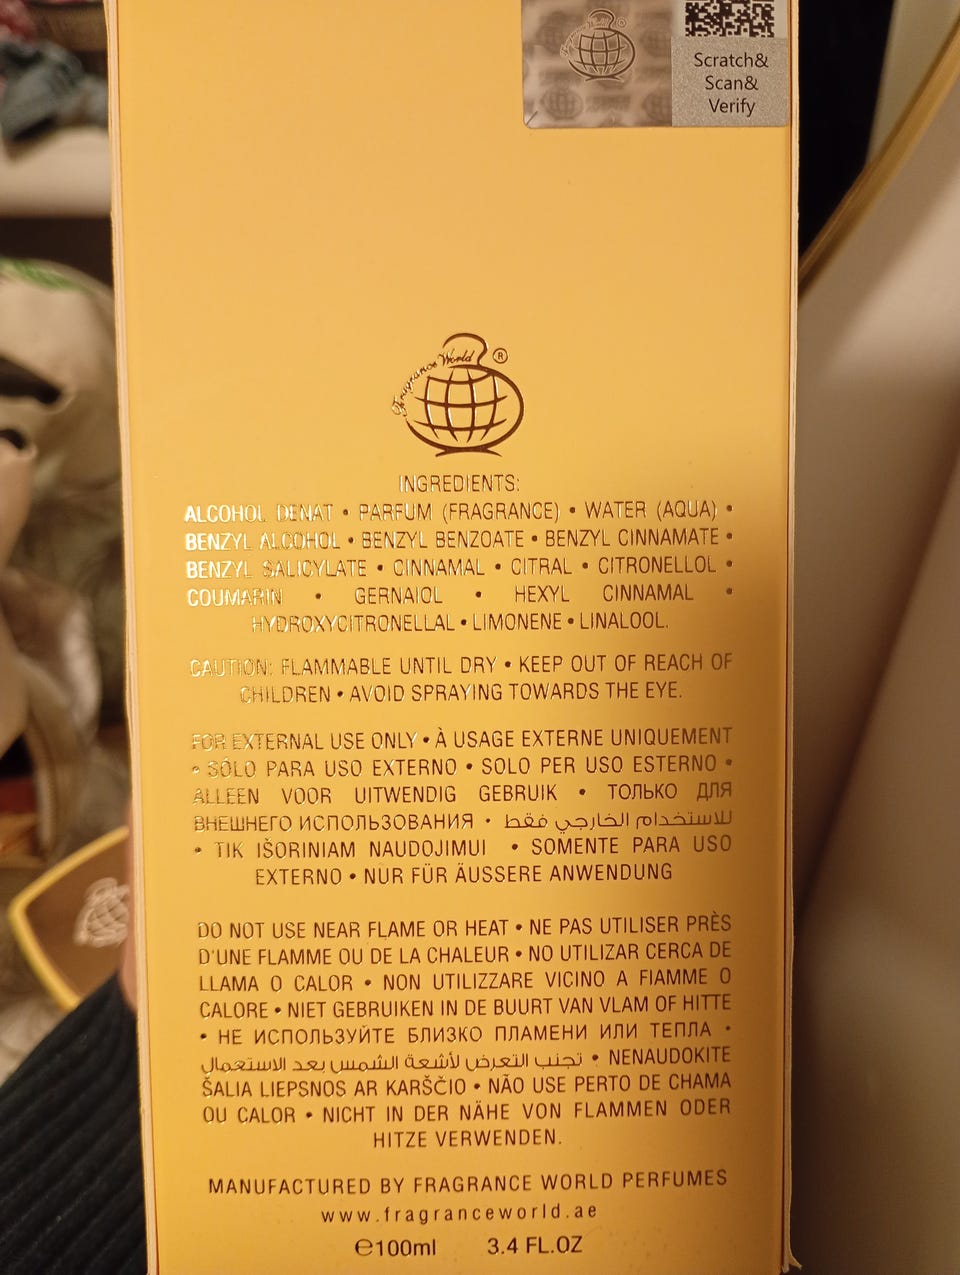 Scratch&
Scan&
Verify
Fragrance World ®
INGREDIENTS:
ALCOHOL DENAT • PARFUM (FRAGRANCE) • WATER (AQUA) •
BENZYL ALCOHOL • BENZYL BENZOATE • BENZYL CINNAMATE •
BENZYL SALICYLATE • CINNAMAL • CITRAL • CITRONELLOL •
COUMARIN • GERNAIOL • HEXYL CINNAMAL •
HYDROXYCITRONELLAL • LIMONENE • LINALOOL.
CAUTION: FLAMMABLE UNTIL DRY • KEEP OUT OF REACH OF
CHILDREN • AVOID SPRAYING TOWARDS THE EYE.
FOR EXTERNAL USE ONLY • À USAGE EXTERNE UNIQUEMENT
• SÓLO PARA USO EXTERNO • SOLO PER USO ESTERNO •
ALLEEN VOOR UITWENDIG GEBRUIK • ТОЛЬКО ДЛЯ
ВНЕШНЕГО ИСПОЛЬЗОВАНИЯ • للاستخدام الخارجي فقط
• TIK IŠORINIAM NAUDOJIMUI • SOMENTE PARA USO
EXTERNO • NUR FÜR ÄUSSERE ANWENDUNG
DO NOT USE NEAR FLAME OR HEAT • NE PAS UTILISER PRÈS
D'UNE FLAMME OU DE LA CHALEUR • NO UTILIZAR CERCA DE
LLAMA O CALOR • NON UTILIZZARE VICINO A FIAMME O
CALORE • NIET GEBRUIKEN IN DE BUURT VAN VLAM OF HITTE
• НЕ ИСПОЛЬЗУЙТЕ БЛИЗКО ПЛАМЕНИ ИЛИ ТЕПЛА •
تجنب التعرض لأشعة الشمس بعد الاستعمال • NENAUDOKITE
ŠALIA LIEPSNOS AR KARŠČIO • NÃO USE PERTO DE CHAMA
OU CALOR • NICHT IN DER NÄHE VON FLAMMEN ODER
HITZE VERWENDEN.
MANUFACTURED BY FRAGRANCE WORLD PERFUMES
www.fragranceworld.ae
℮100ml 3.4 FL.OZ